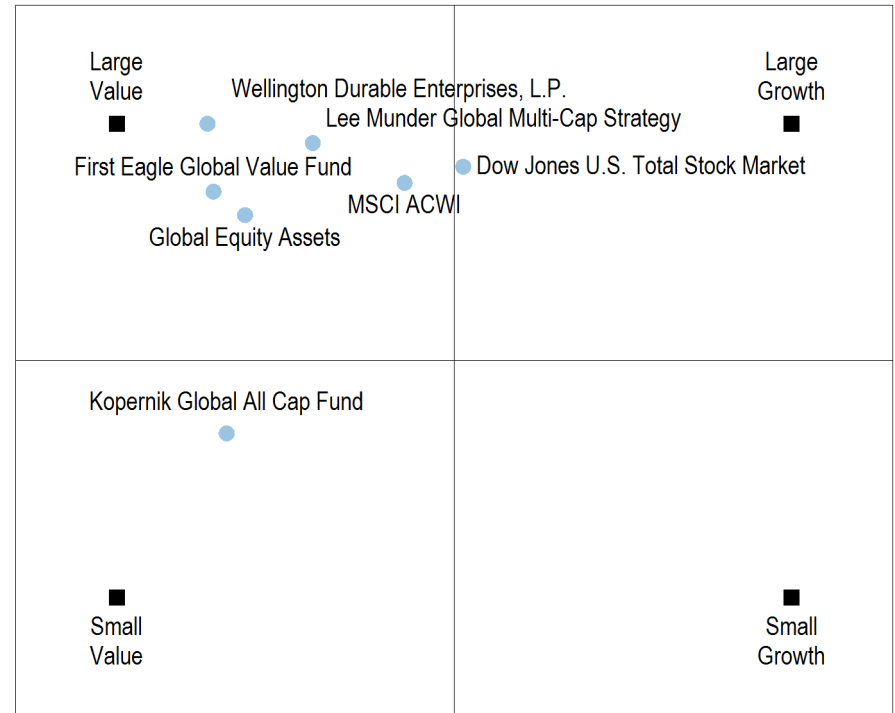 Large
Value
Large
Growth
Wellington Durable Enterprises, L.P.
Lee Munder Global Multi-Cap Strategy
First Eagle Global Value Fund
Dow Jones U.S. Total Stock Market
MSCI ACWI
Global Equity Assets
Kopernik Global All Cap Fund
Small
Value
Small
Growth